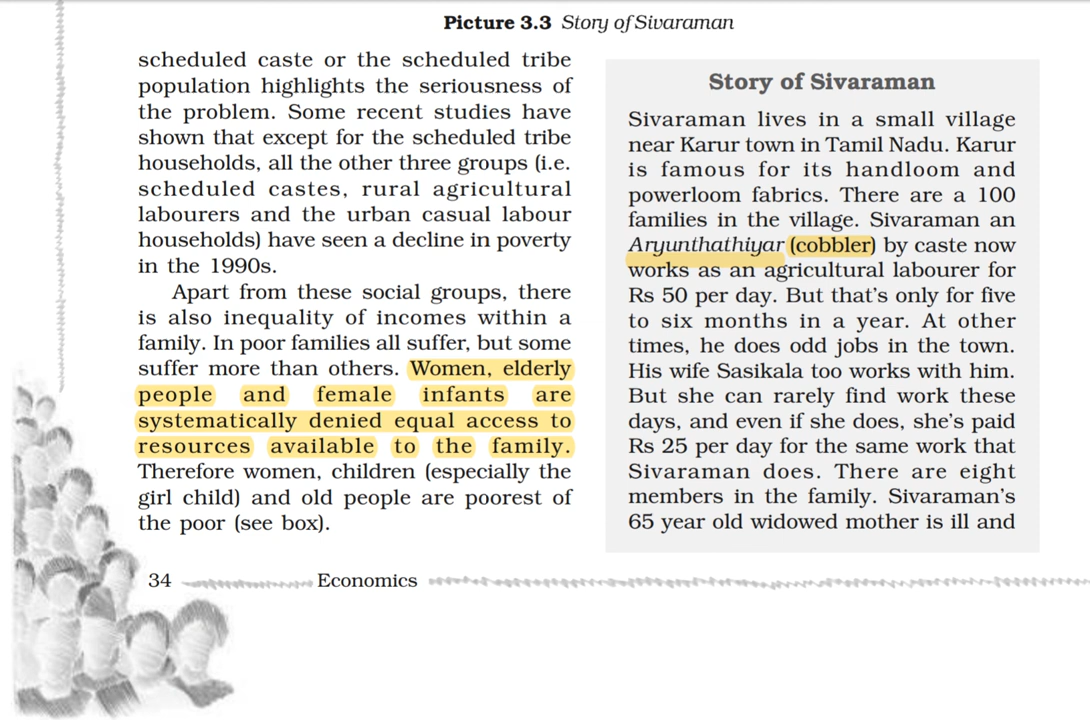 Picture 3.3 Story of Sivaraman
scheduled caste or the scheduled tribe
population highlights the seriousness of
the problem. Some recent studies have
shown that except for the scheduled tribe
households, all the other three groups (i.e.
scheduled castes, rural agricultural
labourers and the urban casual labour
households) have seen a decline in poverty
in the 1990s.
Apart from these social groups, there
is also inequality of incomes within a
family. In poor families all suffer, but some
suffer more than others. Women, elderly
people and female infants are
systematically denied equal access to
resources available to the family.
Therefore women, children (especially the
girl child) and old people are poorest of
the poor (see box).
Story of Sivaraman
Sivaraman lives in a small village
near Karur town in Tamil Nadu. Karur
is famous for its handloom and
powerloom fabrics. There are a 100
families in the village. Sivaraman an
Aryunthathiyar (cobbler) by caste now
works as an agricultural labourer for
Rs 50 per day. But that's only for five
to six months in a year. At other
times, he does odd jobs in the town.
His wife Sasikala too works with him.
But she can rarely find work these
days, and even if she does, she's paid
Rs 25 per day for the same work that
Sivaraman does. There are eight
members in the family. Sivaraman's
65 year old widowed mother is ill and
34 Economics